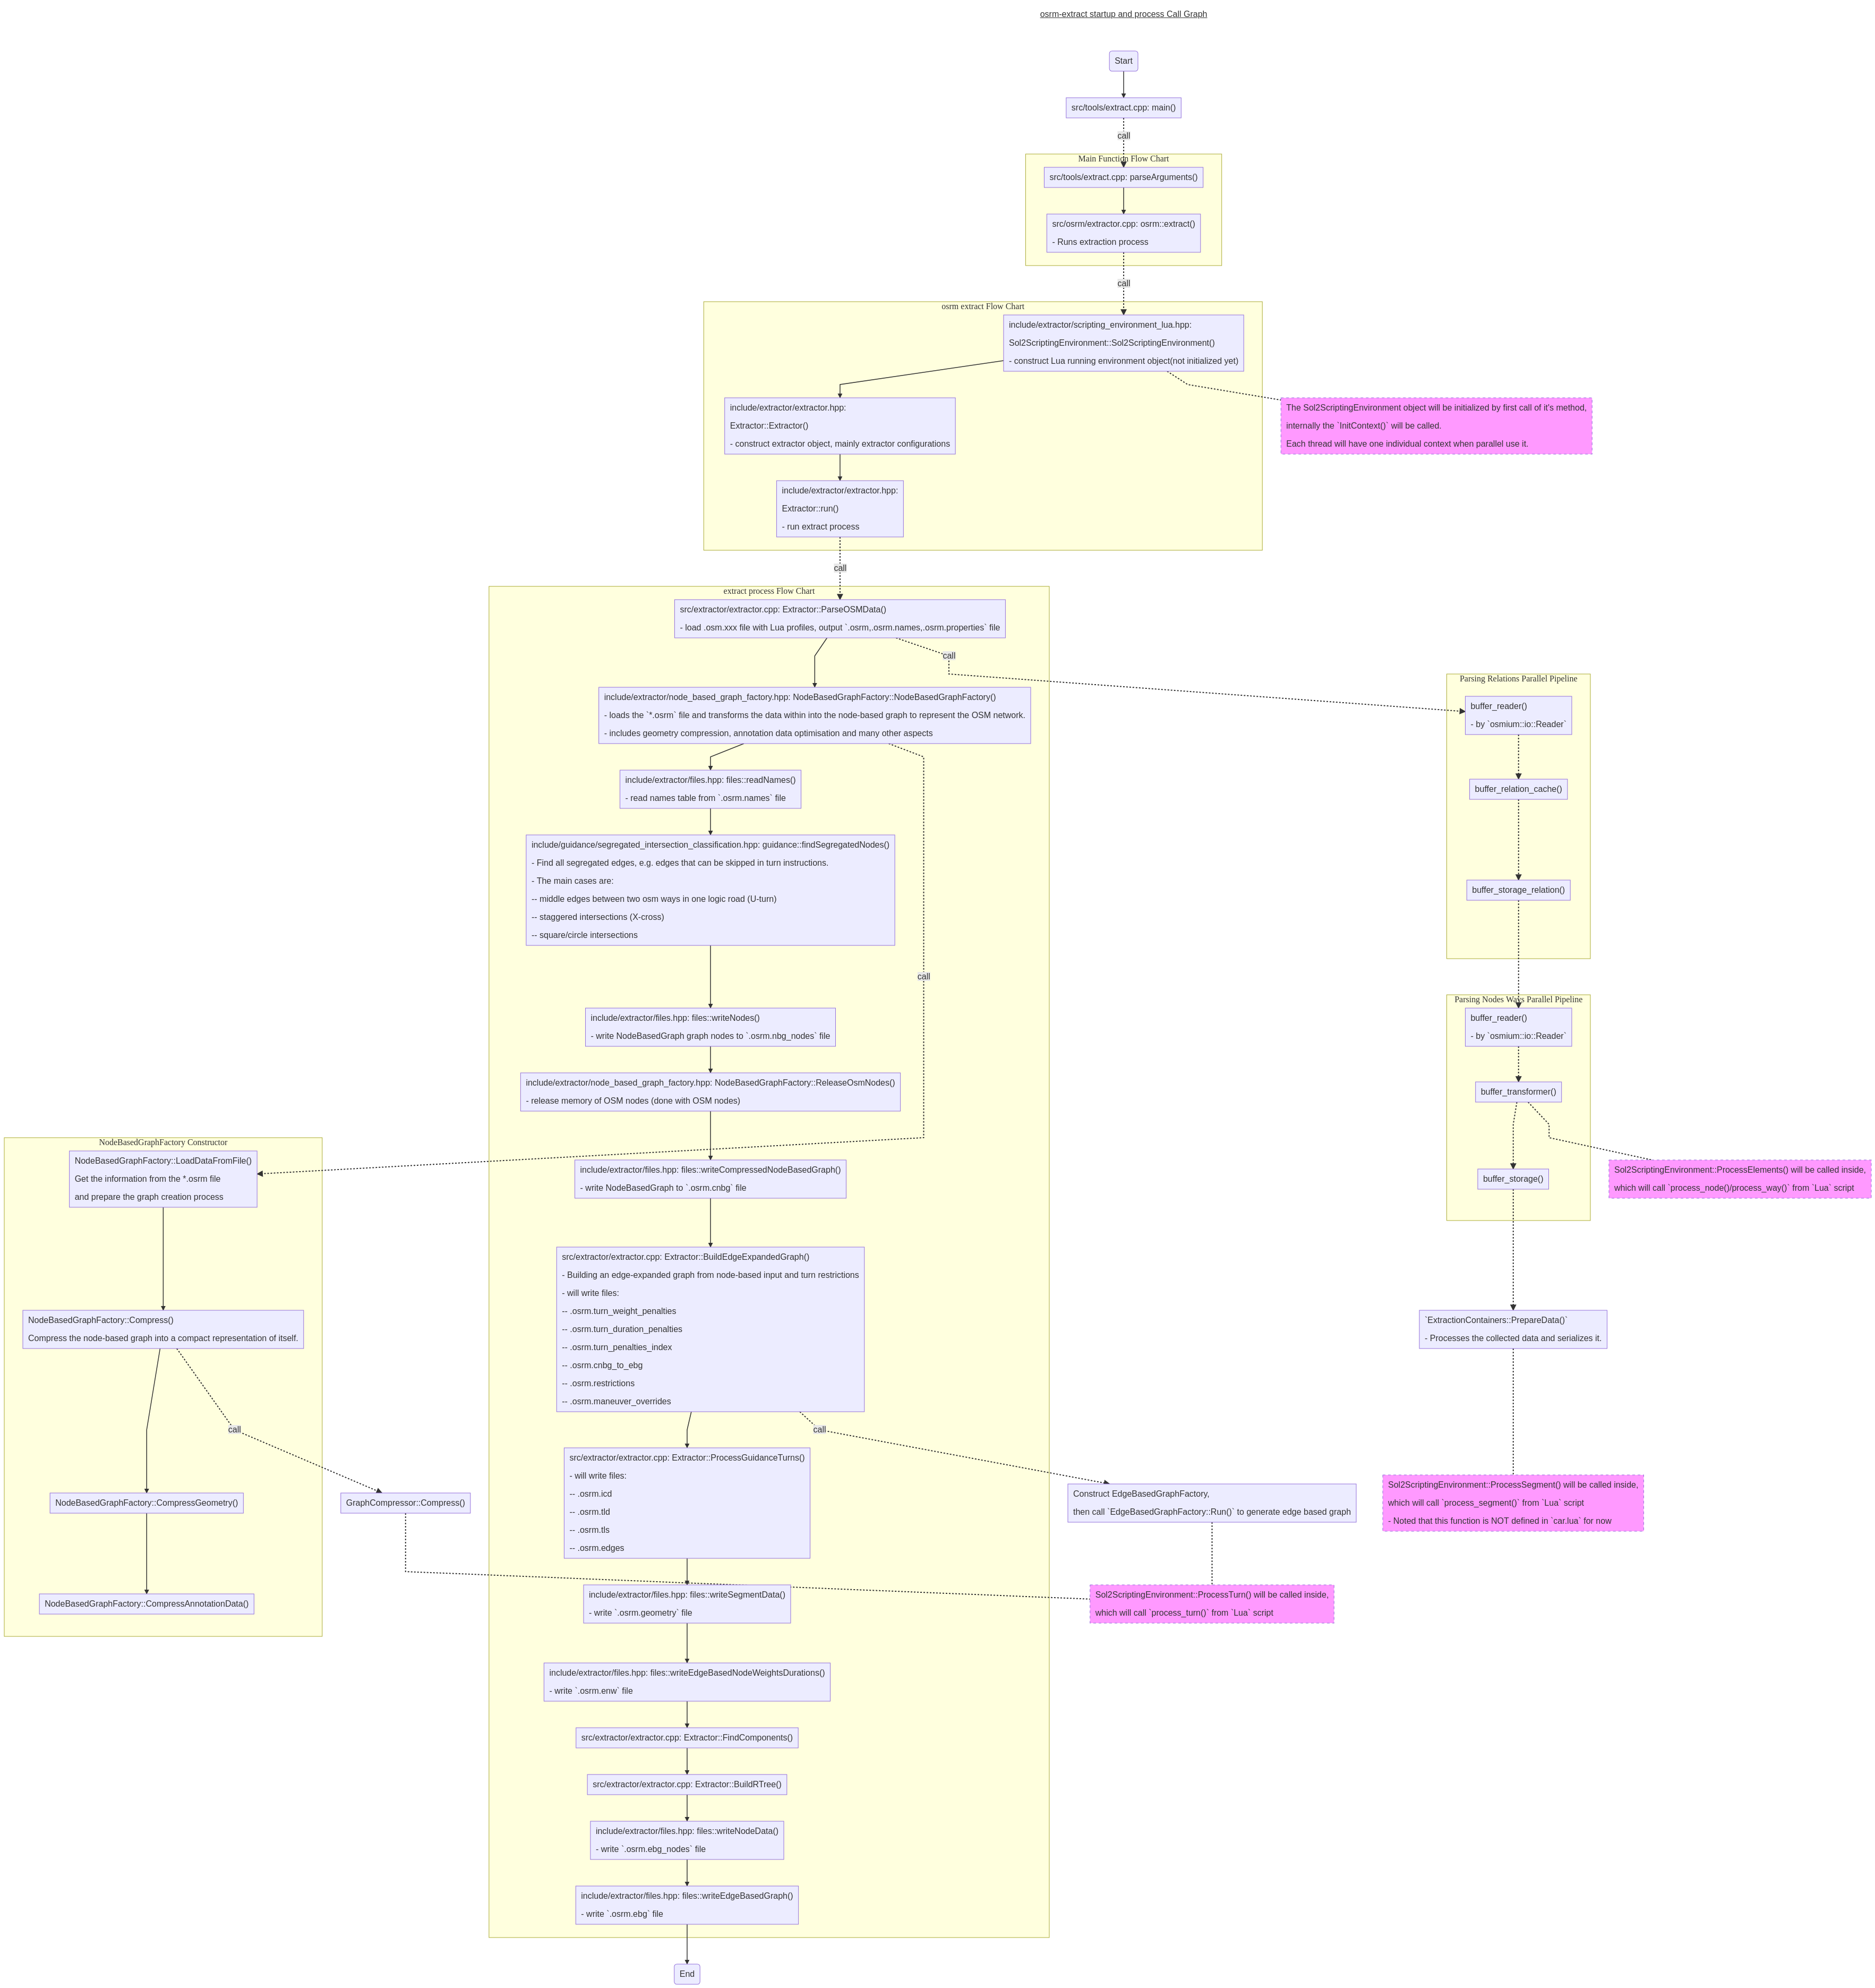 osrm-extract startup and process Call Graph
Start
src/tools/extract.cpp: main()
call
Main Function Flow Chart
src/tools/extract.cpp: parseArguments()
src/osrm/extractor.cpp: osrm::extract()
- Runs extraction process
call
osrm extract Flow Chart
include/extractor/scripting_environment_lua.hpp:
Sol2ScriptingEnvironment::Sol2ScriptingEnvironment()
- construct Lua running environment object(not initialized yet)
The Sol2ScriptingEnvironment object will be initialized by first call of it's method,
internally the `InitContext()` will be called.
Each thread will have one individual context when parallel use it.
include/extractor/extractor.hpp:
Extractor::Extractor()
- construct extractor object, mainly extractor configurations
include/extractor/extractor.hpp:
Extractor::run()
- run extract process
call
extract process Flow Chart
src/extractor/extractor.cpp: Extractor::ParseOSMData()
- load .osm.xxx file with Lua profiles, output `.osrm,.osrm.names,.osrm.properties` file
call
include/extractor/node_based_graph_factory.hpp: NodeBasedGraphFactory::NodeBasedGraphFactory()
- loads the `*.osrm` file and transforms the data within into the node-based graph to represent the OSM network.
- includes geometry compression, annotation data optimisation and many other aspects
include/extractor/files.hpp: files::readNames()
- read names table from `.osrm.names` file
include/guidance/segregated_intersection_classification.hpp: guidance::findSegregatedNodes()
- Find all segregated edges, e.g. edges that can be skipped in turn instructions.
- The main cases are:
-- middle edges between two osm ways in one logic road (U-turn)
-- staggered intersections (X-cross)
-- square/circle intersections
call
include/extractor/files.hpp: files::writeNodes()
- write NodeBasedGraph graph nodes to `.osrm.nbg_nodes` file
include/extractor/node_based_graph_factory.hpp: NodeBasedGraphFactory::ReleaseOsmNodes()
- release memory of OSM nodes (done with OSM nodes)
include/extractor/files.hpp: files::writeCompressedNodeBasedGraph()
- write NodeBasedGraph to `.osrm.cnbg` file
src/extractor/extractor.cpp: Extractor::BuildEdgeExpandedGraph()
- Building an edge-expanded graph from node-based input and turn restrictions
- will write files:
-- .osrm.turn_weight_penalties
-- .osrm.turn_duration_penalties
-- .osrm.turn_penalties_index
-- .osrm.cnbg_to_ebg
-- .osrm.restrictions
-- .osrm.maneuver_overrides
call
src/extractor/extractor.cpp: Extractor::ProcessGuidanceTurns()
- will write files:
-- .osrm.icd
-- .osrm.tld
-- .osrm.tls
-- .osrm.edges
include/extractor/files.hpp: files::writeSegmentData()
- write `.osrm.geometry` file
include/extractor/files.hpp: files::writeEdgeBasedNodeWeightsDurations()
- write `.osrm.enw` file
src/extractor/extractor.cpp: Extractor::FindComponents()
src/extractor/extractor.cpp: Extractor::BuildRTree()
include/extractor/files.hpp: files::writeNodeData()
- write `.osrm.ebg_nodes` file
include/extractor/files.hpp: files::writeEdgeBasedGraph()
- write `.osrm.ebg` file
End
NodeBasedGraphFactory Constructor
NodeBasedGraphFactory::LoadDataFromFile()
Get the information from the *.osrm file
and prepare the graph creation process
NodeBasedGraphFactory::Compress()
Compress the node-based graph into a compact representation of itself.
call
NodeBasedGraphFactory::CompressGeometry()
GraphCompressor::Compress()
NodeBasedGraphFactory::CompressAnnotationData()
Construct EdgeBasedGraphFactory,
then call `EdgeBasedGraphFactory::Run()` to generate edge based graph
Sol2ScriptingEnvironment::ProcessTurn() will be called inside,
which will call `process_turn()` from `Lua` script
Parsing Relations Parallel Pipeline
buffer_reader()
- by `osmium::io::Reader`
buffer_relation_cache()
buffer_storage_relation()
Parsing Nodes Ways Parallel Pipeline
buffer_reader()
- by `osmium::io::Reader`
buffer_transformer()
buffer_storage()
Sol2ScriptingEnvironment::ProcessElements() will be called inside,
which will call `process_node()/process_way()` from `Lua` script
`ExtractionContainers::PrepareData()`
- Processes the collected data and serializes it.
Sol2ScriptingEnvironment::ProcessSegment() will be called inside,
which will call `process_segment()` from `Lua` script
- Noted that this function is NOT defined in `car.lua` for now